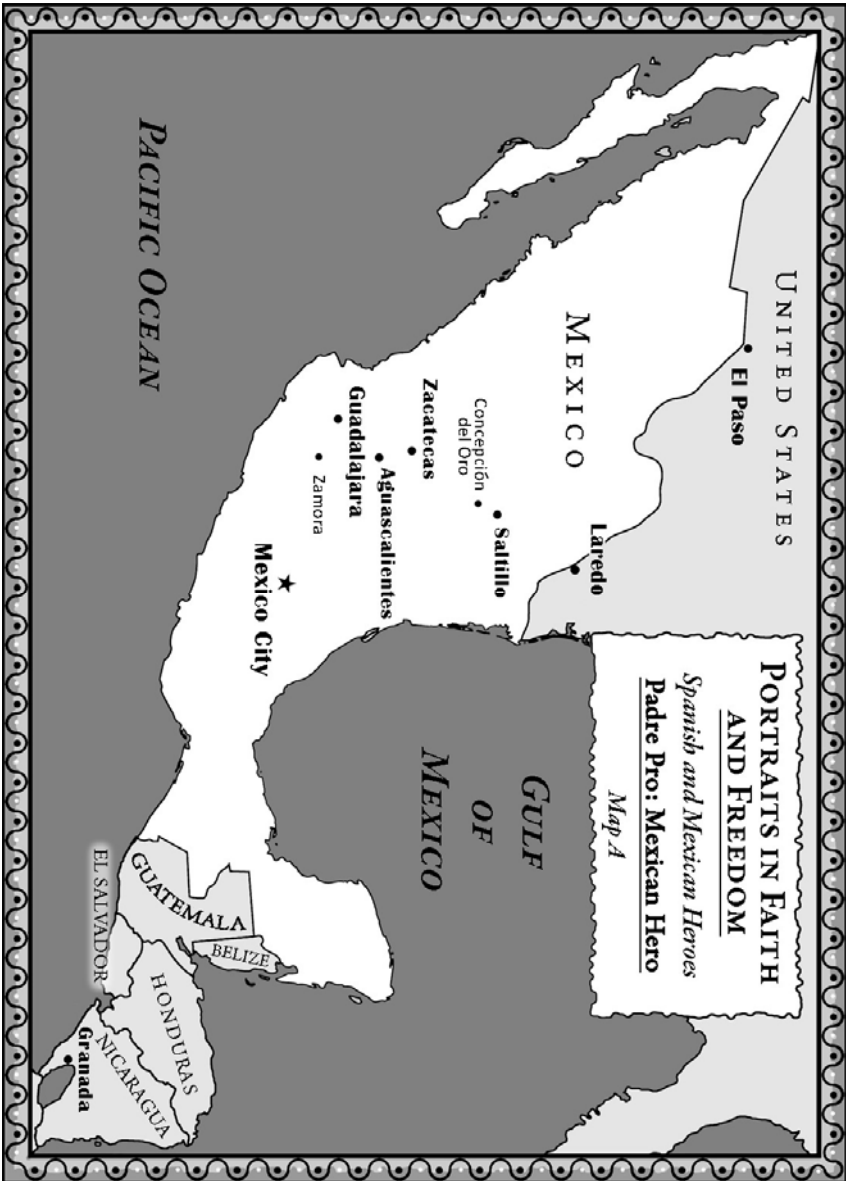 PORTRAITS IN FAITH
AND FREEDOM
Spanish and Mexican Heroes
Padre Pro: Mexican Hero
Map A
UNITED STATES
El Paso
Laredo
MEXICO
Saltillo
Concepción
del Oro
Zacatecas
Aguascalientes
Guadalajara
Zamora
Mexico City
GULF
OF
MEXICO
PACIFIC OCEAN
GUATEMALA
BELIZE
EL SALVADOR
HONDURAS
NICARAGUA
Granada